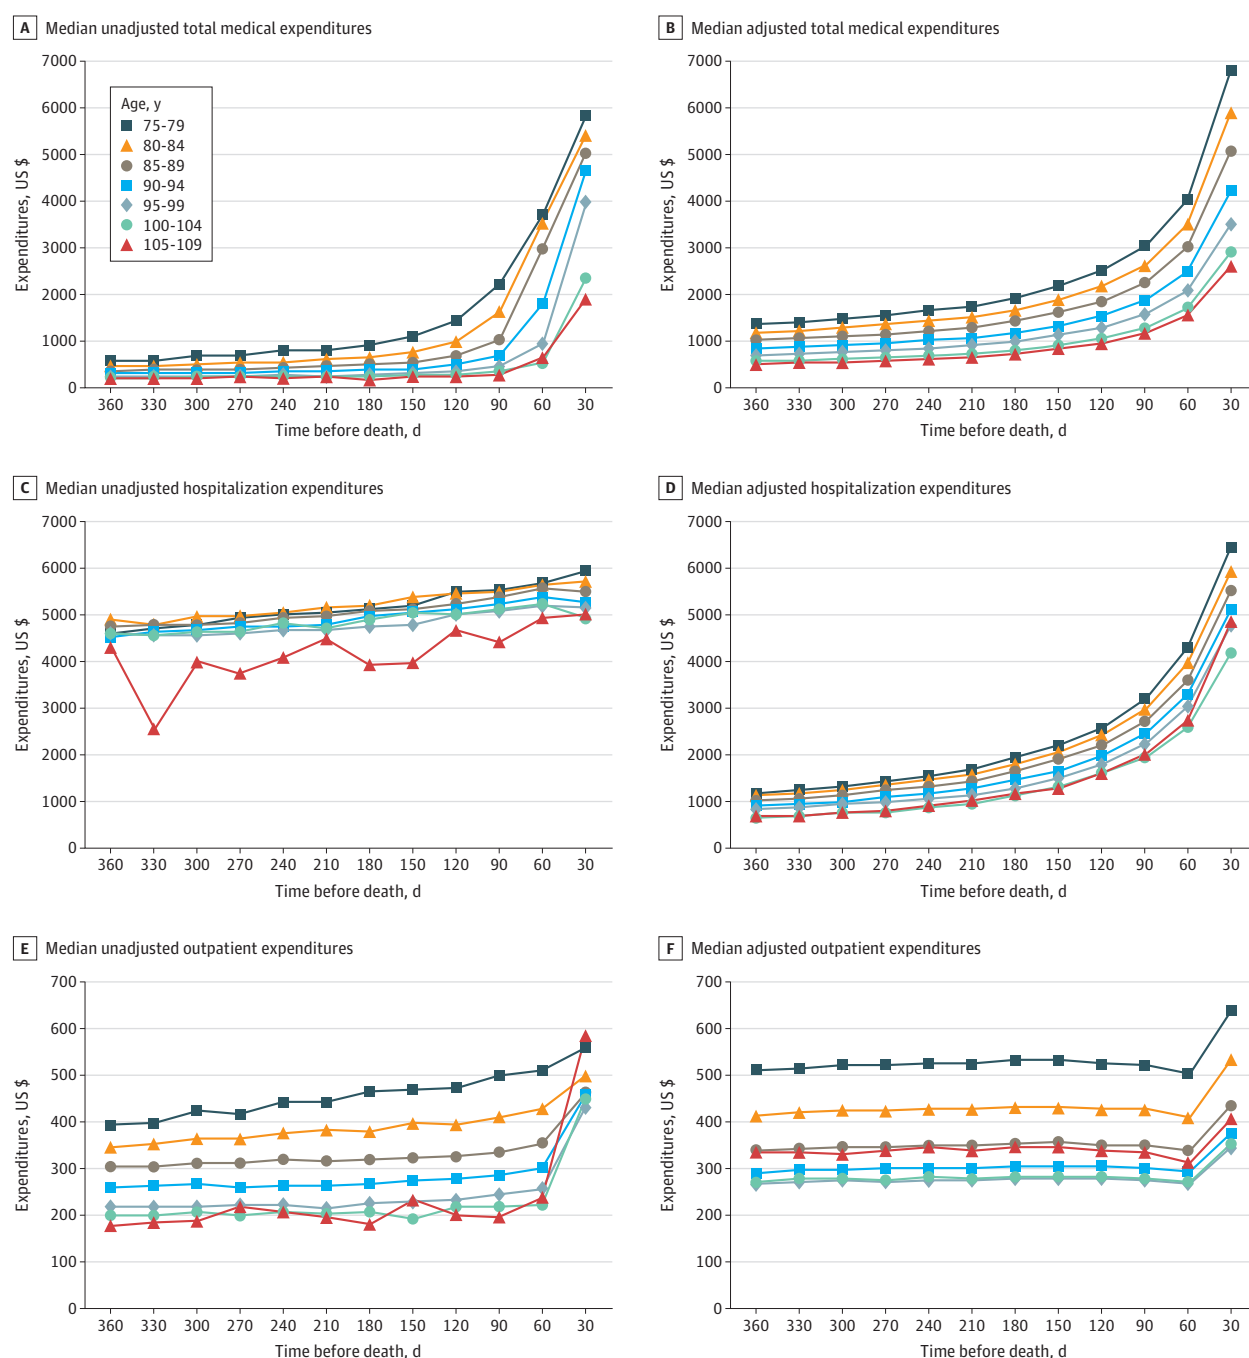 A Median unadjusted total medical expenditures
7000
6000
5000
4000
3000
2000
1000
0
Expenditures, US $
Age, y
75-79
80-84
85-89
90-94
95-99
100-104
105-109
360 330 300 270 240 210 180 150 120 90 60 30
Time before death, d
B Median adjusted total medical expenditures
7000
6000
5000
4000
3000
2000
1000
0
Expenditures, US $
360 330 300 270 240 210 180 150 120 90 60 30
Time before death, d
C Median unadjusted hospitalization expenditures
7000
6000
5000
4000
3000
2000
1000
0
Expenditures, US $
360 330 300 270 240 210 180 150 120 90 60 30
Time before death, d
D Median adjusted hospitalization expenditures
7000
6000
5000
4000
3000
2000
1000
0
Expenditures, US $
360 330 300 270 240 210 180 150 120 90 60 30
Time before death, d
E Median unadjusted outpatient expenditures
700
600
500
400
300
200
100
0
Expenditures, US $
360 330 300 270 240 210 180 150 120 90 60 30
Time before death, d
F Median adjusted outpatient expenditures
700
600
500
400
300
200
100
0
Expenditures, US $
360 330 300 270 240 210 180 150 120 90 60 30
Time before death, d